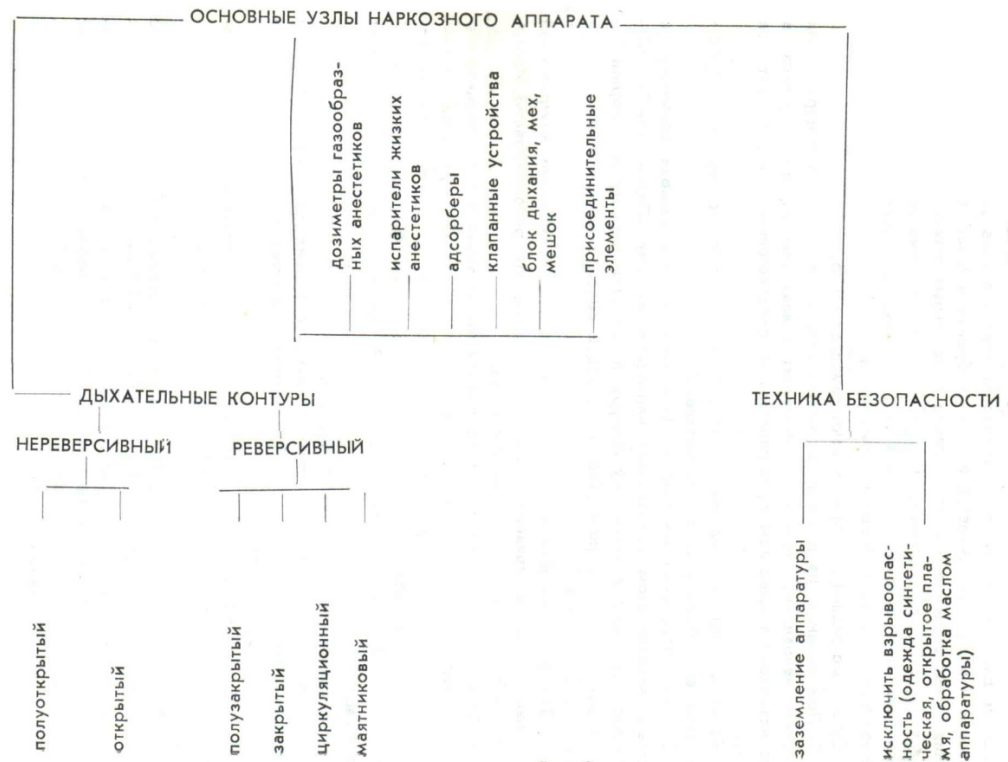 ОСНОВНЫЕ УЗЛЫ НАРКОЗНОГО АППАРАТА
дозиметры газообраз-
ных анестетиков
испарители жизких
анестетиков
адсорберы
клапанные устройства
блок дыхания, мех,
мешок
присоединительные
элементы
ДЫХАТЕЛЬНЫЕ КОНТУРЫ
НЕРЕВЕРСИВНЫЙ
полуоткрытый
открытый
РЕВЕРСИВНЫЙ
полузакрытый
закрытый
циркуляционный
маятниковый
ТЕХНИКА БЕЗОПАСНОСТИ
заземление аппаратуры
исключить взрывоопас-
ность (одежда синтети-
ческая, открытое пла-
мя, обработка маслом
аппаратуры)